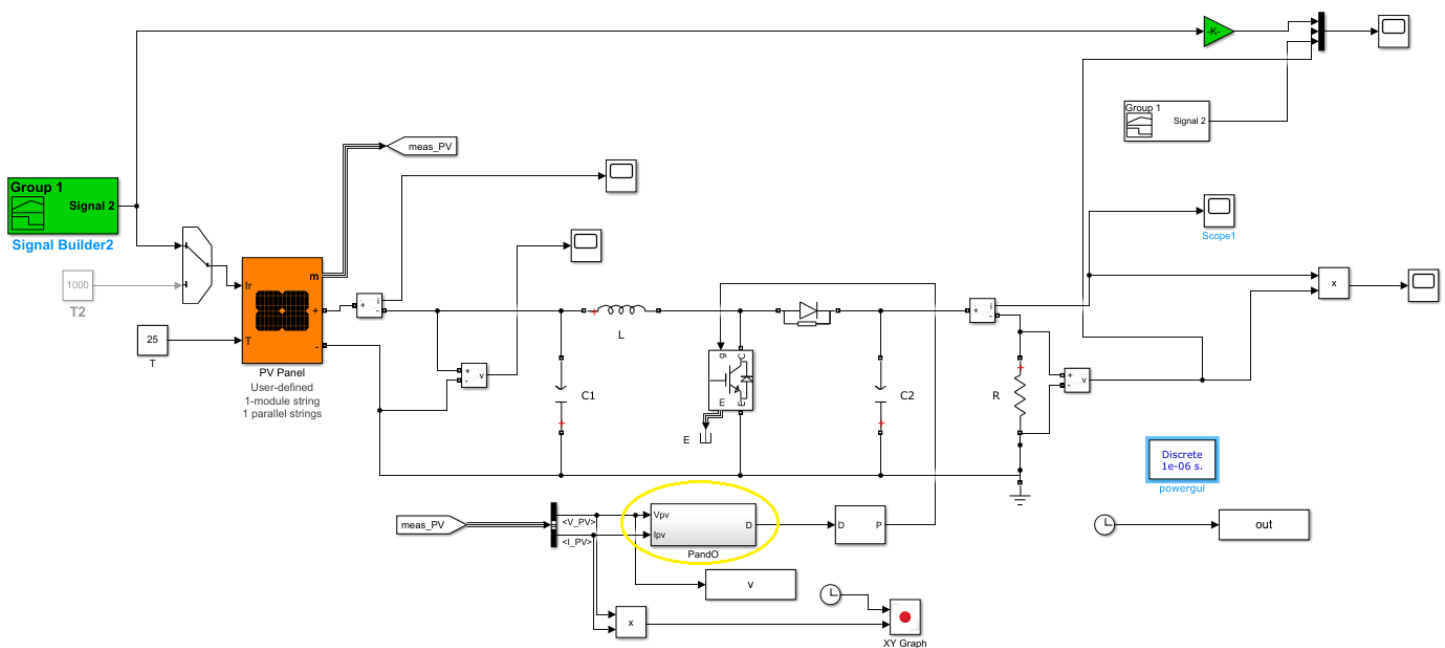 -K-
Group 1
Signal 2
meas_PV
Group 1
Signal 2
Signal Builder2
1000
T2
25
T
Ir
T
m
+
-
PV Panel
User-defined
1-module string
1 parallel strings
+
i
-
+
-
v
L
C1
g
C
m
E
E
C2
+
i
-
R
+
-
v
Scope1
x
Discrete
1e-06 s.
powergui
meas_PV
<V_PV>
<I_PV>
Vpv
Ipv
D
PandO
D
P
v
x
XY Graph
out